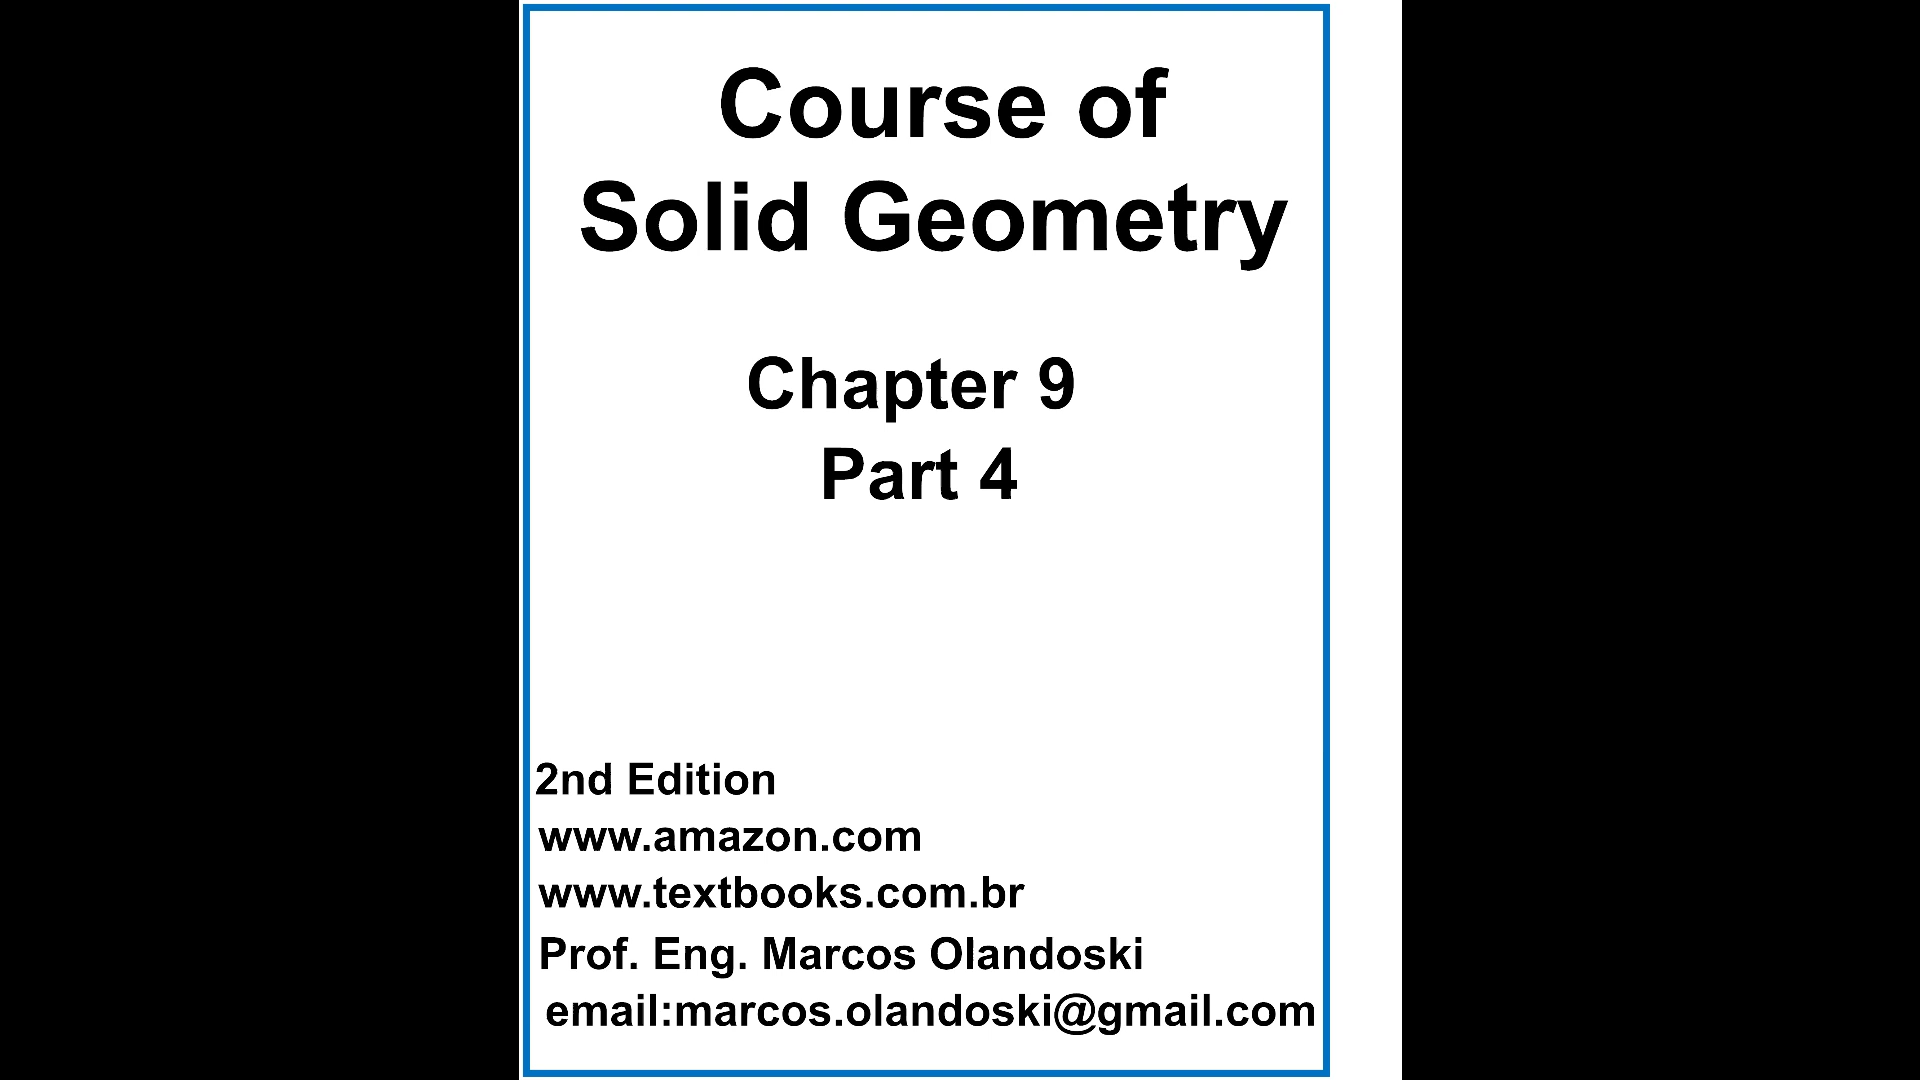 Course of
Solid Geometry
Chapter 9
Part 4
2nd Edition
www.amazon.com
www.textbooks.com.br
Prof. Eng. Marcos Olandoski
email:marcos.olandoski@gmail.com